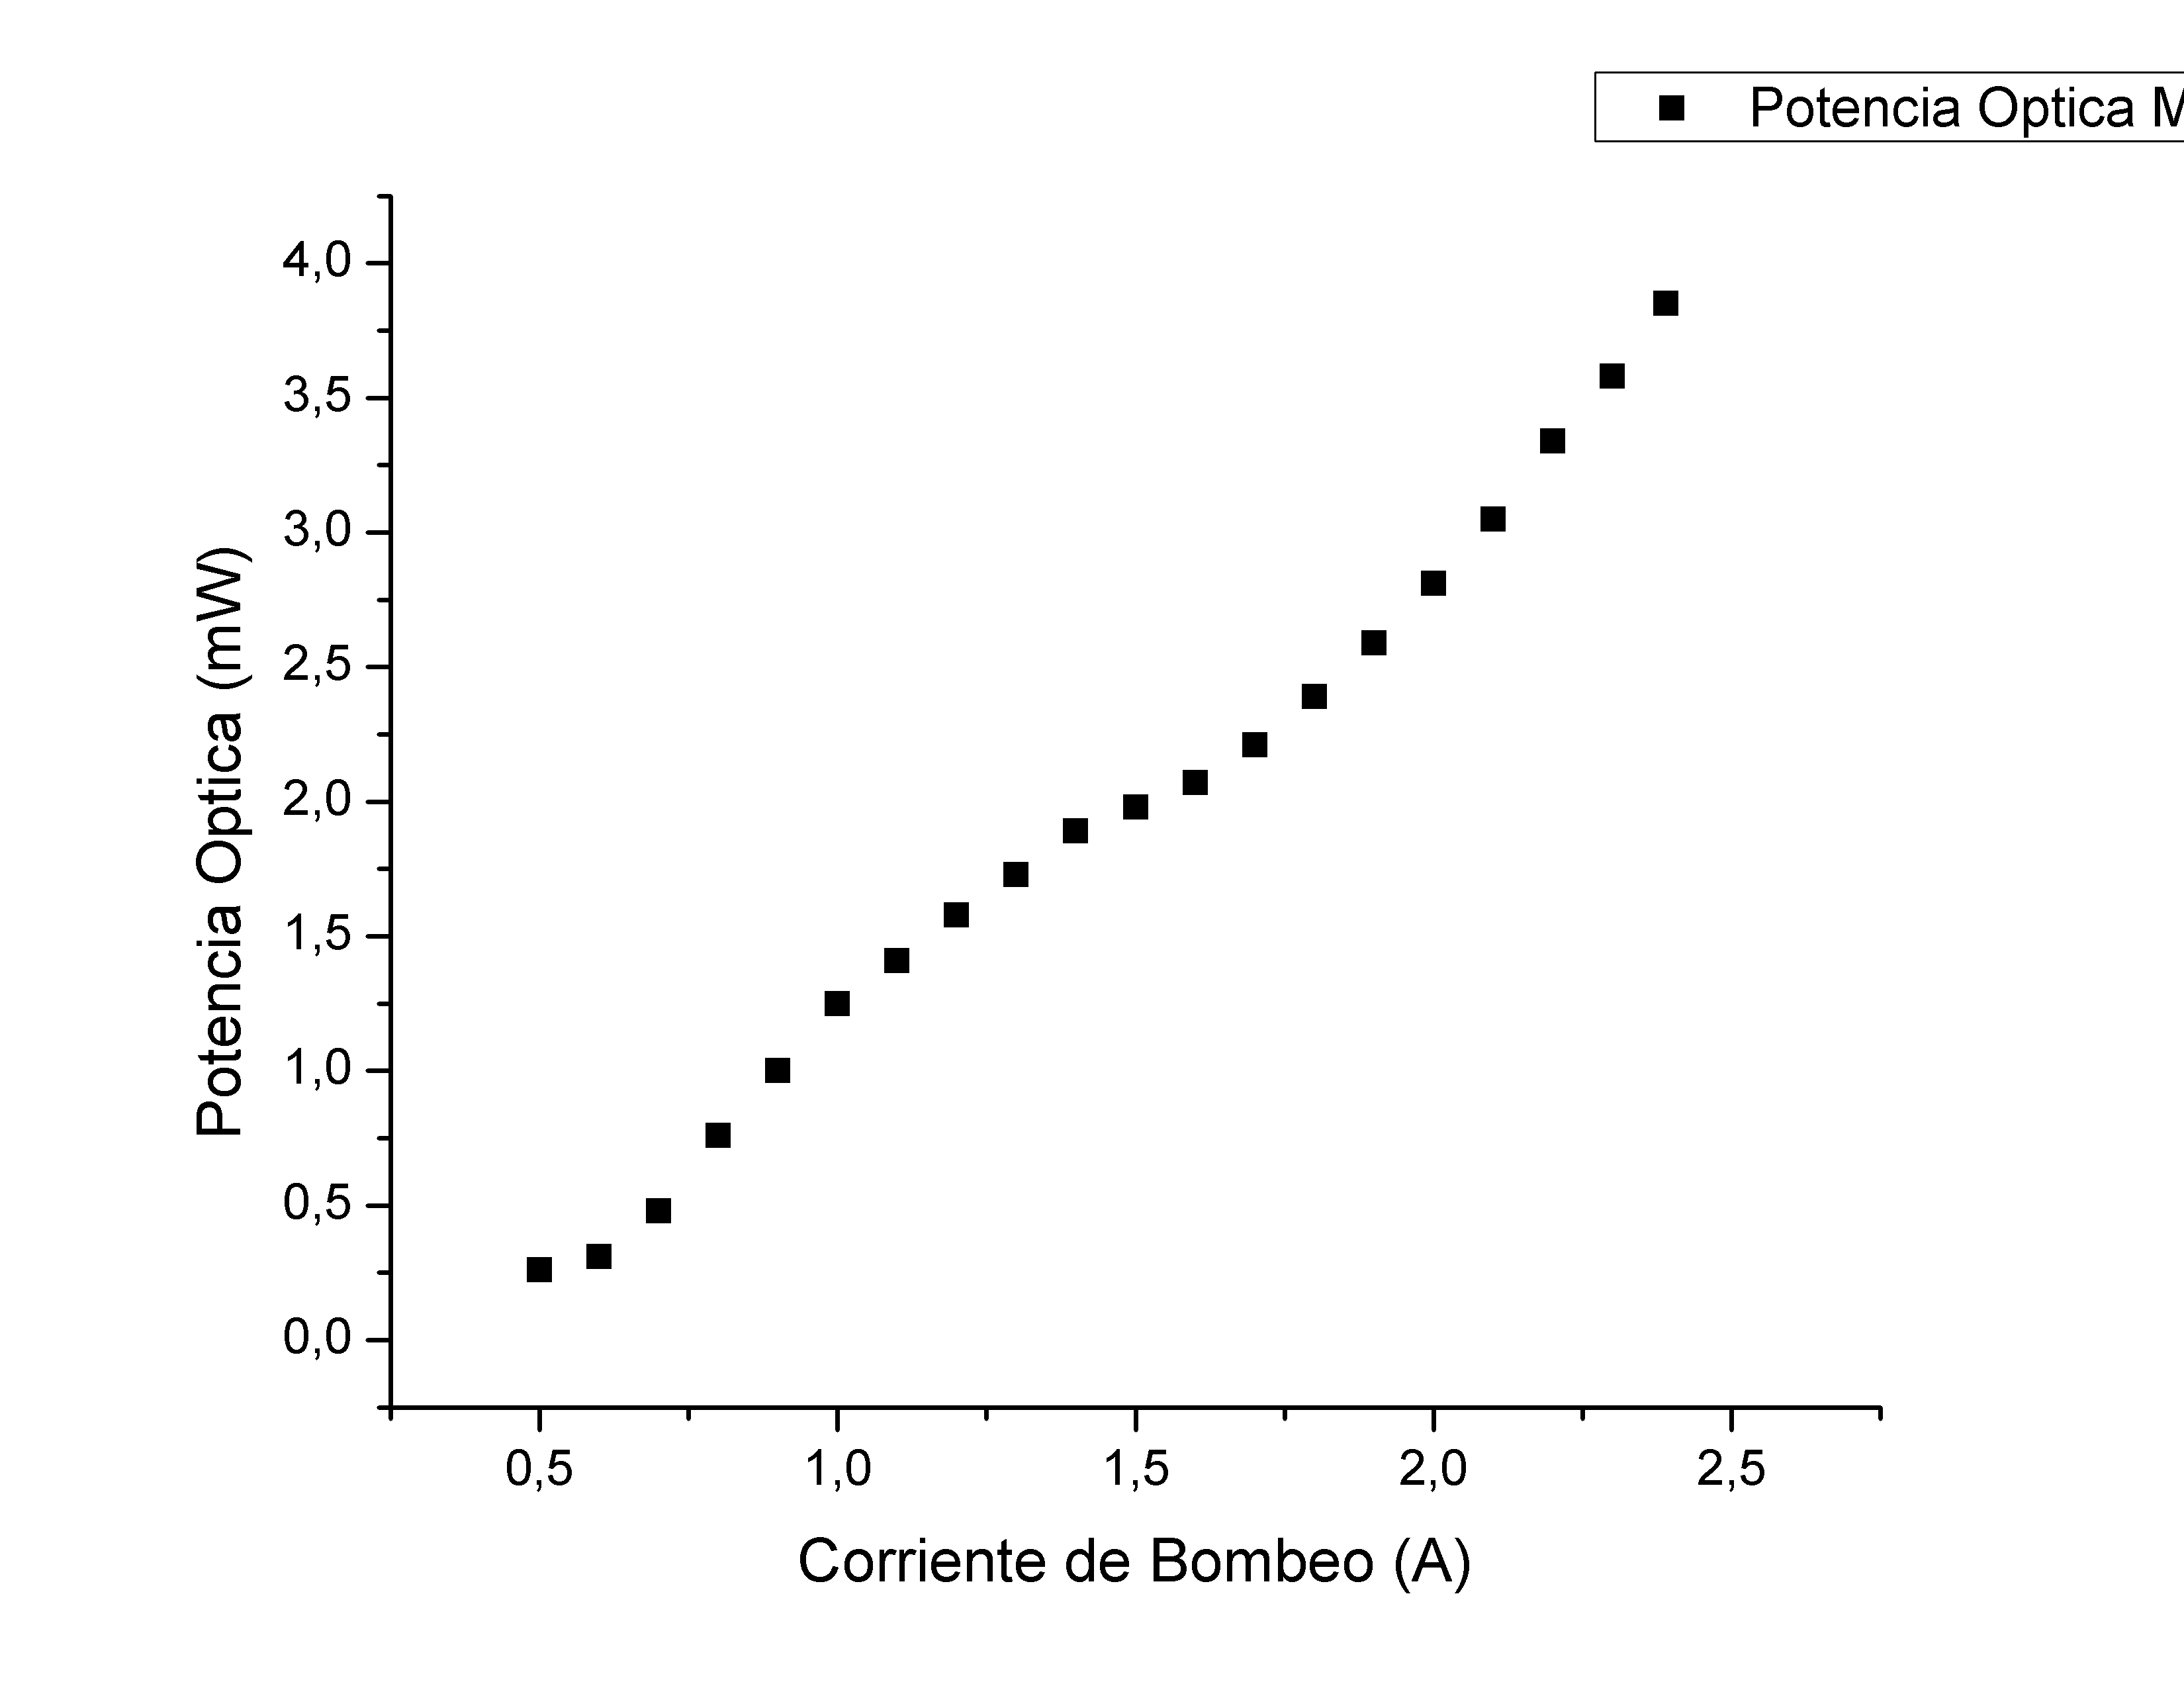 Potencia Optica M
4,0
3,5
3,0
2,5
2,0
1,5
1,0
0,5
0,0
Potencia Optica (mW)
0,5 1,0 1,5 2,0 2,5
Corriente de Bombeo (A)